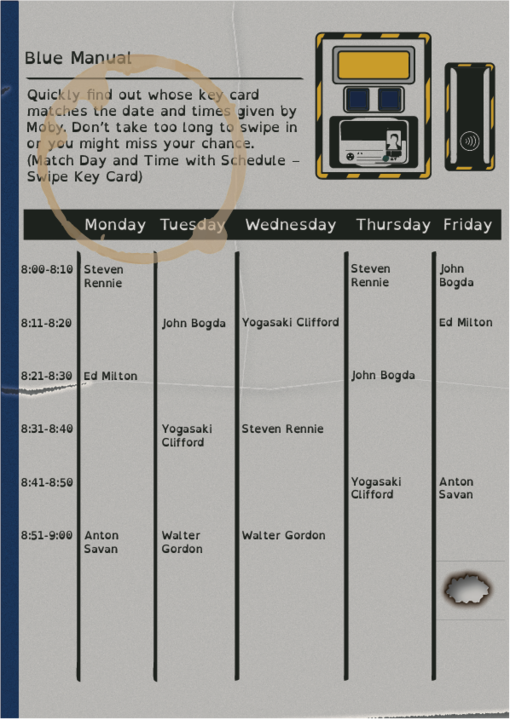 Blue Manual
Quickly find out whose key card
matches the date and times given by
Moby. Don't take too long to swipe in
or you might miss your chance.
(Match Day and Time with Schedule –
Swipe Key Card)
Monday Tuesday Wednesday Thursday Friday
8:00-8:10 Steven Rennie Steven Rennie John Bogda
8:11-8:20 John Bogda Yogasaki Clifford Ed Milton
8:21-8:30 Ed Milton John Bogda
8:31-8:40 Yogasaki Clifford Steven Rennie
8:41-8:50 Yogasaki Clifford Anton Savan
8:51-9:00 Anton Savan Walter Gordon Walter Gordon